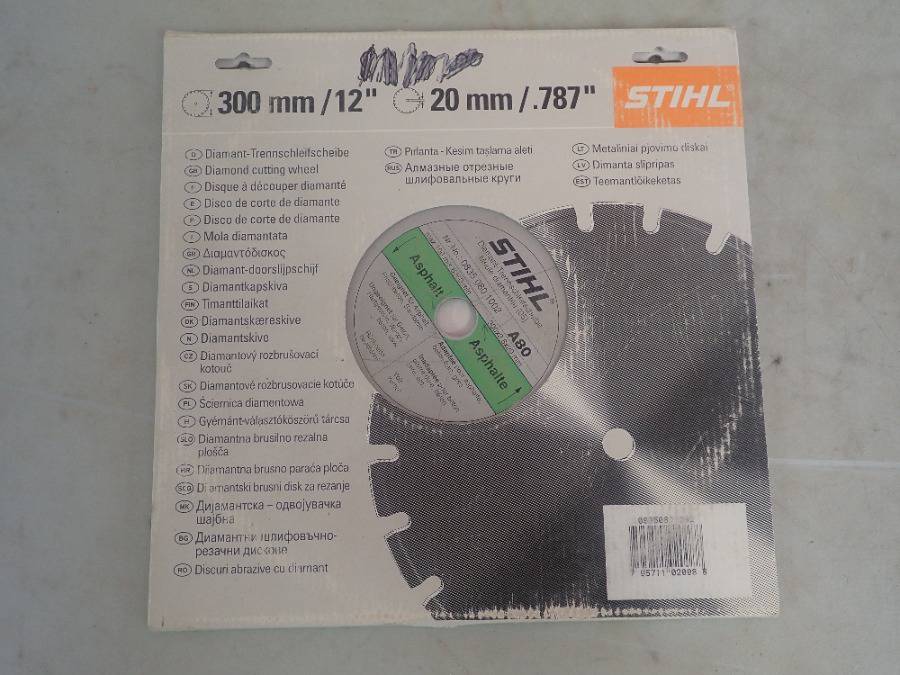 300 mm / 12"
20 mm / .787"
STIHL
D Diamant-Trennschleifscheibe
GB Diamond cutting wheel
F Disque à découper diamanté
E Disco de corte de diamante
P Disco de corte de diamante
I Mola diamantata
GR Διαμαντόδισκος
NL Diamant-doorslijpschijf
S Diamantkapskiva
FIN Timanttilaikat
DK Diamantskæreskive
N Diamantskive
CZ Diamantový rozbrušovací
kotouč
SK Diamantové rozbrusovacie kotúče
PL Ściernica diamentowa
H Gyémánt-választóköszörű tárcsa
SLO Diamantna brusilno rezalna
plošča
HR Dijamantna brusno parača ploča
SCG Dijamantski brusni disk za rezanje
MK Дијамантска - одвојувачка
шајбна
BG Диамантни шлифовъчно-
резачни дискове
RO Discuri abrazive cu diamant
TR Pırlanta - Kesim taşlama aleti
RUS Алмазные отрезные
шлифовальные круги
LT Metaliniai pjovimo diskai
LV Dimanta slīpripas
EST Teemantlõikeketas
STIHL
A80
Asphalt
Asphalte